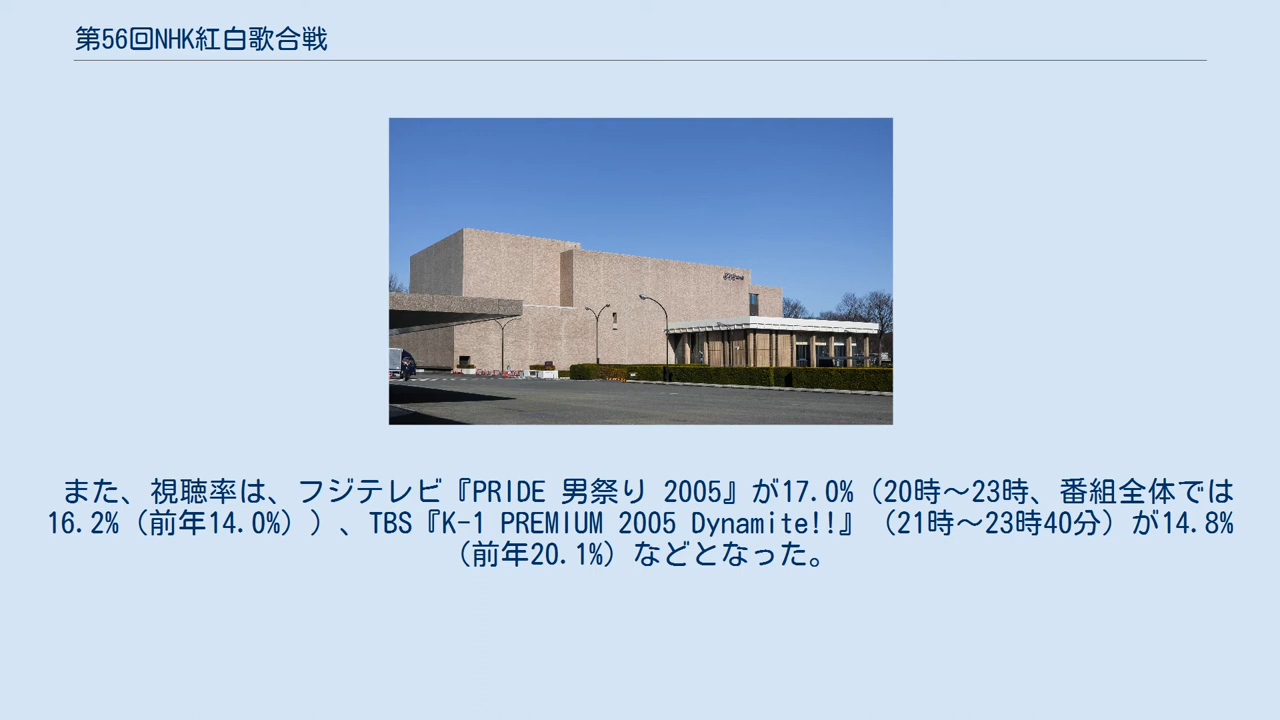 第56回NHK紅白歌合戦
また、視聴率は、フジテレビ『PRIDE 男祭り 2005』が17.0%（20時〜23時、番組全体では
16.2%（前年14.0%））、TBS『K-1 PREMIUM 2005 Dynamite!!』（21時〜23時40分）が14.8%
（前年20.1%）などとなった。